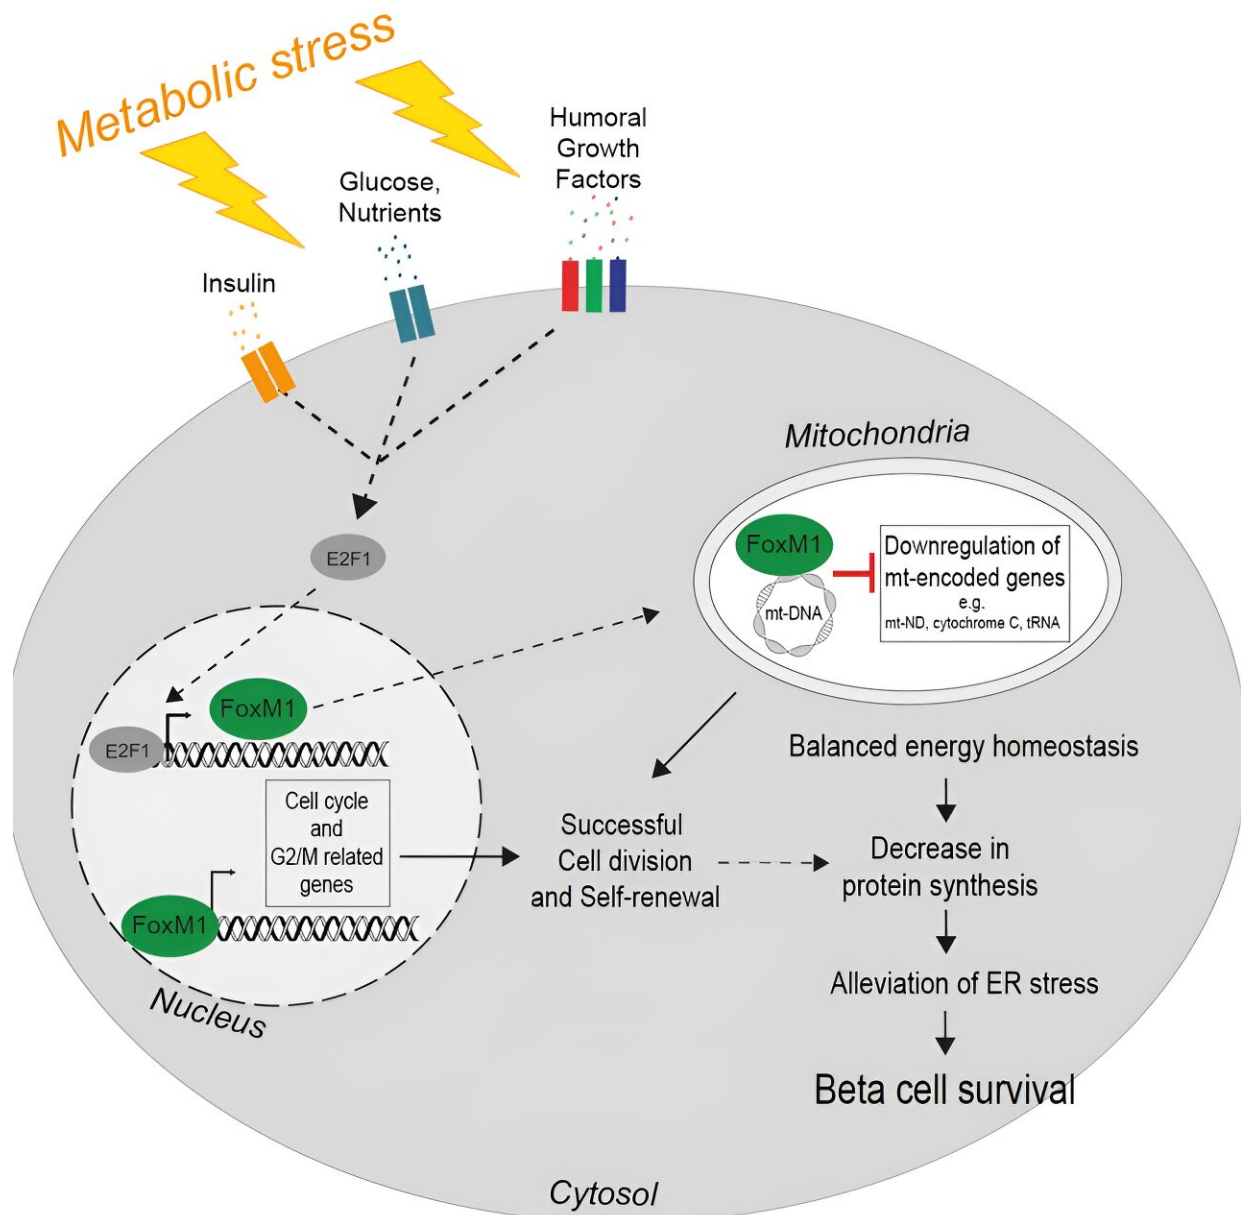 Metabolic stress
Humoral
Growth
Factors
Glucose,
Nutrients
Insulin
Mitochondria
FoxM1
Downregulation of
mt-encoded genes
e.g.
mt-ND, cytochrome C, tRNA
mt-DNA
E2F1
FoxM1
E2F1
Cell cycle
and
G2/M related
genes
FoxM1
Nucleus
Successful
Cell division
and Self-renewal
Balanced energy homeostasis
Decrease in
protein synthesis
Alleviation of ER stress
Beta cell survival
Cytosol